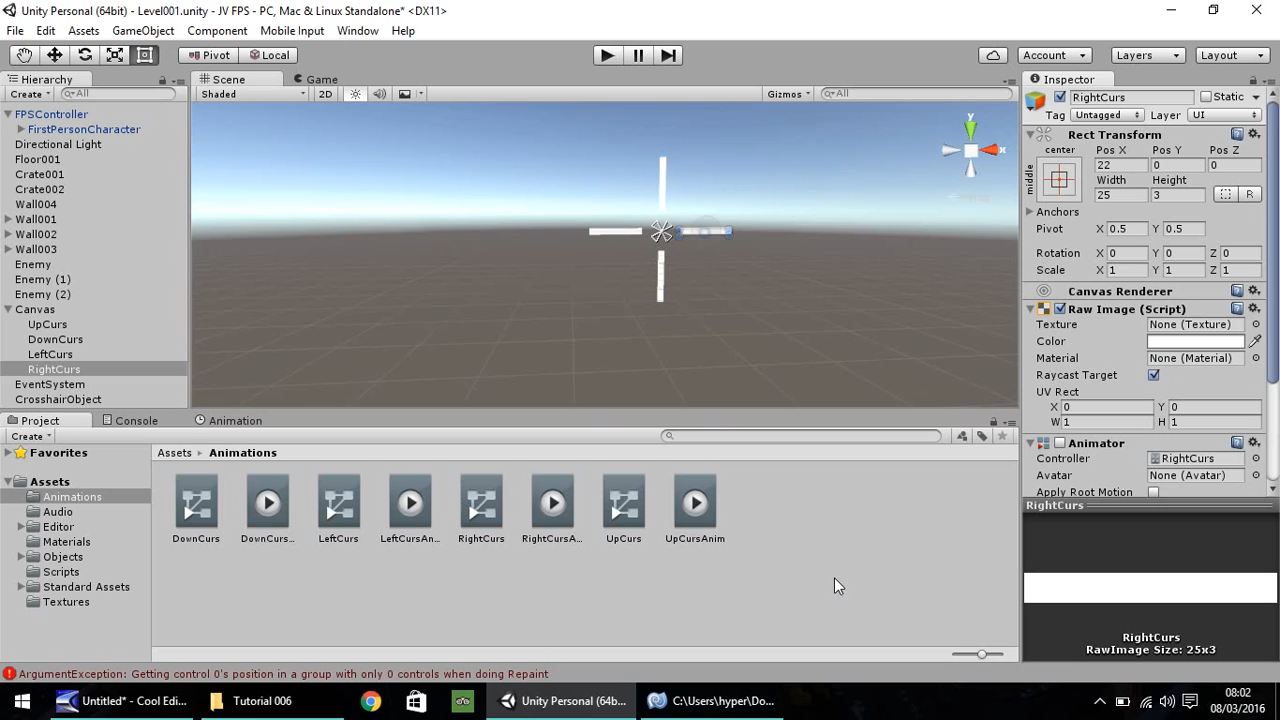 Unity Personal (64bit) - Level001.unity - JV FPS - PC, Mac & Linux Standalone* <DX11>
File Edit Assets GameObject Component Mobile Input Window Help
Pivot Local Account Layers Layout
Hierarchy
Create All
FPSController
FirstPersonCharacter
Directional Light
Floor001
Crate001
Crate002
Wall004
Wall001
Wall002
Wall003
Enemy
Enemy (1)
Enemy (2)
Canvas
UpCurs
DownCurs
LeftCurs
RightCurs
EventSystem
CrosshairObject
Scene Game
Shaded 2D Gizmos All
y
x
Inspector
RightCurs Static
Tag Untagged Layer UI
Rect Transform
center Pos X Pos Y Pos Z
middle
22 0 0
Width Height
25 3 R
Anchors
Pivot X 0.5 Y 0.5
Rotation X 0 Y 0 Z 0
Scale X 1 Y 1 Z 1
Canvas Renderer
Raw Image (Script)
Texture None (Texture)
Color
Material None (Material)
Raycast Target
UV Rect
X 0 Y 0
W 1 H 1
Animator
Controller RightCurs
Avatar None (Avatar)
Apply Root Motion
RightCurs
RightCurs
RawImage Size: 25x3
Project Console Animation
Create
Favorites
Assets
Animations
Audio
Editor
Materials
Objects
Scripts
Standard Assets
Textures
Assets Animations
DownCurs DownCurs... LeftCurs LeftCursAn... RightCurs RightCursA... UpCurs UpCursAnim
ArgumentException: Getting control 0's position in a group with only 0 controls when doing Repaint
Untitled* - Cool Edi... Tutorial 006 Unity Personal (64b... C:\Users\hyper\Do... 08:02
08/03/2016